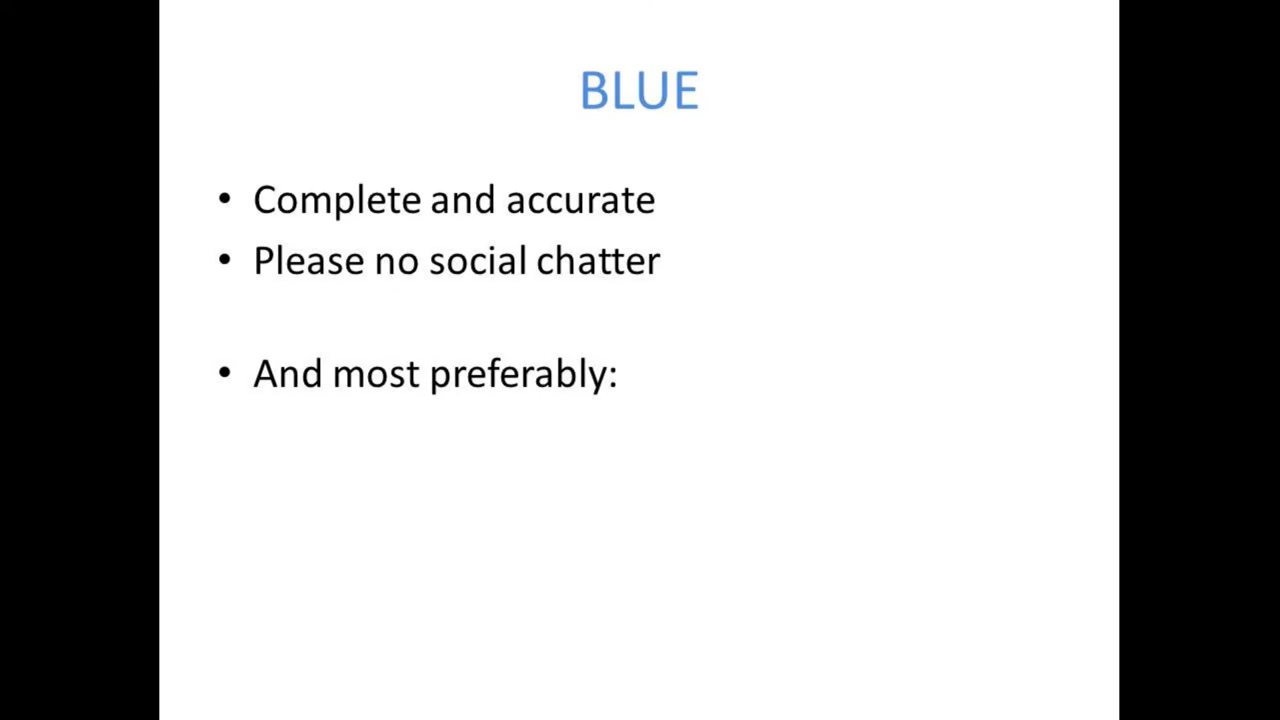 BLUE
• Complete and accurate
• Please no social chatter
• And most preferably: